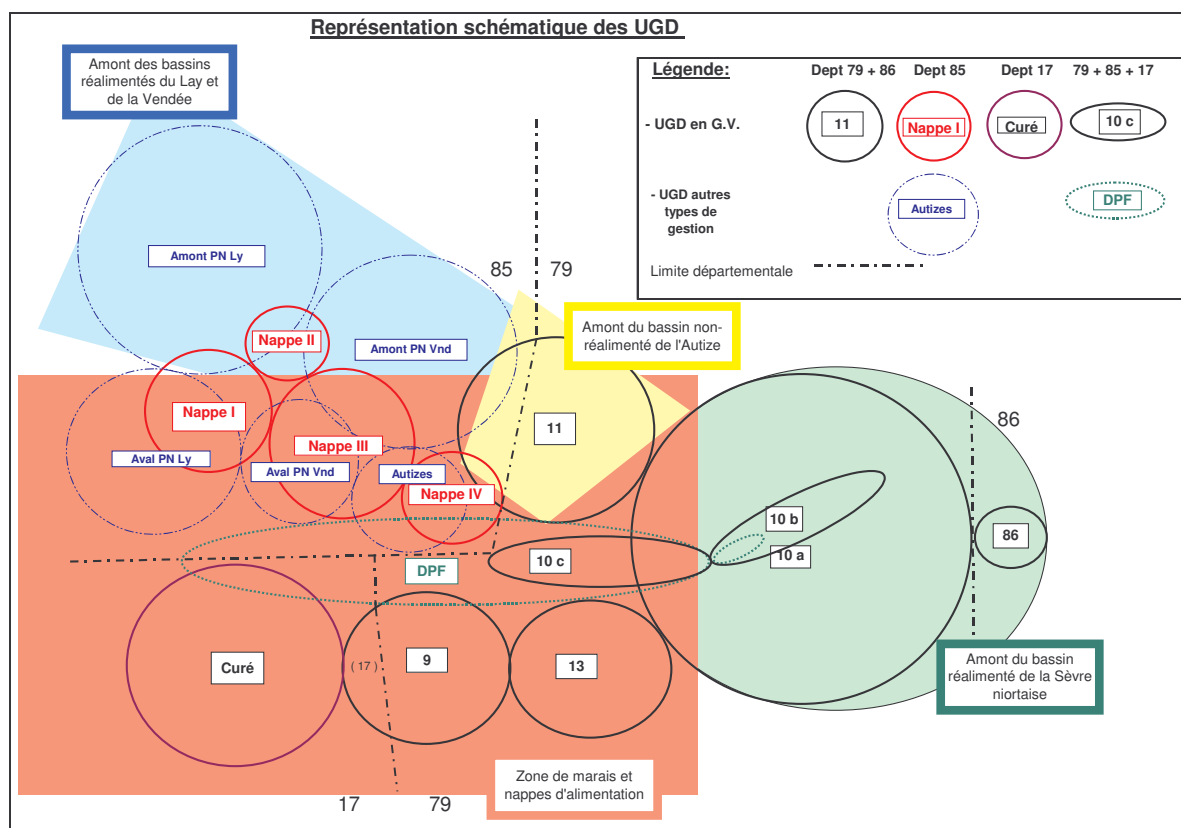 Représentation schématique des UGD
Amont des bassins
réalimentés du Lay et
de la Vendée
Légende:
Dept 79 + 86
Dept 85
Dept 17
79 + 85 + 17
- UGD en G.V.
11
Nappe I
Curé
10 c
- UGD autres
types de
gestion
Autizes
DPF
Limite départementale
Amont PN Ly
85
79
Nappe II
Amont PN Vnd
Amont du bassin non-
réalimenté de l'Autize
Nappe I
11
86
Nappe III
Aval PN Ly
Aval PN Vnd
Autizes
Nappe IV
10 b
86
10 a
10 c
DPF
Curé
( 17 )
9
13
Amont du bassin
réalimenté de la Sèvre
niortaise
Zone de marais et
nappes d'alimentation
17
79